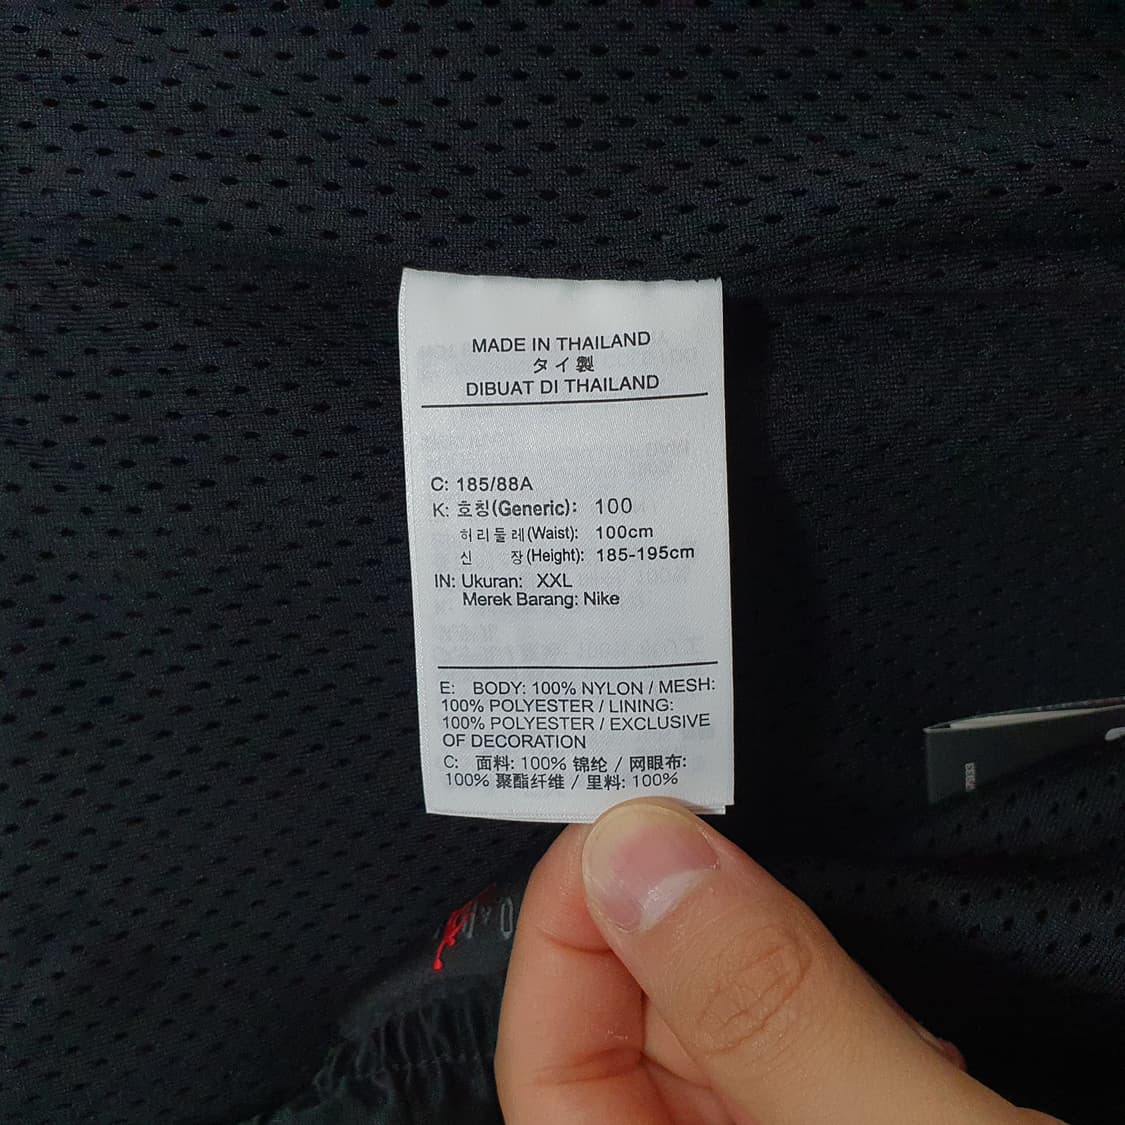 MADE IN THAILAND
タイ製
DIBUAT DI THAILAND
C: 185/88A
K: 호칭(Generic): 100
허리둘레(Waist): 100cm
신 장(Height): 185-195cm
IN: Ukuran: XXL
Merek Barang: Nike
E: BODY: 100% NYLON / MESH:
100% POLYESTER / LINING:
100% POLYESTER / EXCLUSIVE
OF DECORATION
C: 面料: 100% 锦纶 / 网眼布:
100% 聚酯纤维 / 里料: 100%